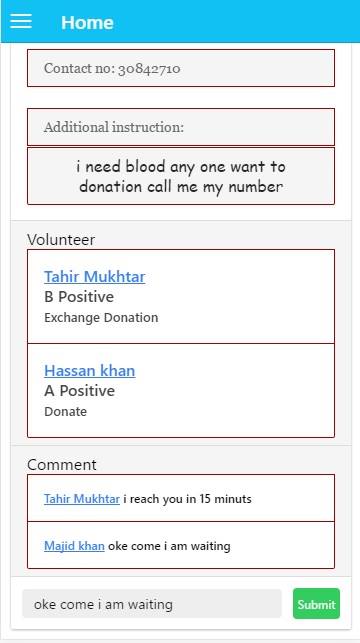 Home
Contact no: 30842710
Additional instruction:
i need blood any one want to
donation call me my number
Volunteer
Tahir Mukhtar
B Positive
Exchange Donation
Hassan khan
A Positive
Donate
Comment
Tahir Mukhtar i reach you in 15 minuts
Majid khan oke come i am waiting
oke come i am waiting Submit